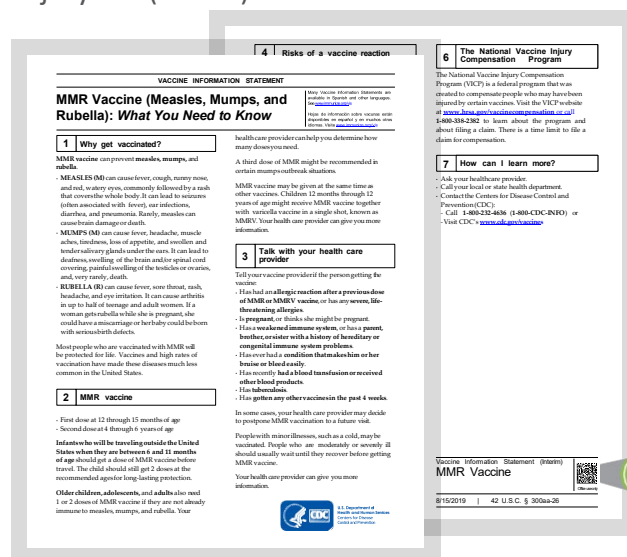 VACCINE INFORMATION STATEMENT
MMR Vaccine (Measles, Mumps, and
Rubella): What You Need to Know
Many Vaccine Information Statements are
available in Spanish and other languages.
See www.immunize.org/vis
Hojas de información sobre vacunas están
disponibles en español y en muchos otros
idiomas. Visite www.immunize.org/vis
1 Why get vaccinated?
MMR vaccine can prevent measles, mumps, and
rubella.
- MEASLES (M) can cause fever, cough, runny nose,
and red, watery eyes, commonly followed by a rash
that covers the whole body. It can lead to seizures
(often associated with fever), ear infections,
diarrhea, and pneumonia. Rarely, measles can
cause brain damage or death.
- MUMPS (M) can cause fever, headache, muscle
aches, tiredness, loss of appetite, and swollen and
tender salivary glands under the ears. It can lead to
deafness, swelling of the brain and/or spinal cord
covering, painful swelling of the testicles or ovaries,
and, very rarely, death.
- RUBELLA (R) can cause fever, sore throat, rash,
headache, and eye irritation. It can cause arthritis
in up to half of teenage and adult women. If a
woman gets rubella while she is pregnant, she
could have a miscarriage or her baby could be born
with serious birth defects.
Most people who are vaccinated with MMR will
be protected for life. Vaccines and high rates of
vaccination have made these diseases much less
common in the United States.
2 MMR vaccine
- First dose at 12 through 15 months of age
- Second dose at 4 through 6 years of age
Infants who will be traveling outside the United
States when they are between 6 and 11 months
of age should get a dose of MMR vaccine before
travel. The child should still get 2 doses at the
recommended ages for long-lasting protection.
Older children, adolescents, and adults also need
1 or 2 doses of MMR vaccine if they are not already
immune to measles, mumps, and rubella. Your
health care provider can help you determine how
many doses you need.
A third dose of MMR might be recommended in
certain mumps outbreak situations.
MMR vaccine may be given at the same time as
other vaccines. Children 12 months through 12
years of age might receive MMR vaccine together
with varicella vaccine in a single shot, known as
MMRV. Your health care provider can give you more
information.
3 Talk with your health care
provider
Tell your vaccine provider if the person getting the
vaccine:
- Has had an allergic reaction after a previous dose
of MMR or MMRV vaccine, or has any severe, life-
threatening allergies.
- Is pregnant, or thinks she might be pregnant.
- Has a weakened immune system, or has a parent,
brother, or sister with a history of hereditary or
congenital immune system problems.
- Has ever had a condition that makes him or her
bruise or bleed easily.
- Has recently had a blood transfusion or received
other blood products.
- Has tuberculosis.
- Has gotten any other vaccines in the past 4 weeks.
In some cases, your health care provider may decide
to postpone MMR vaccination to a future visit.
People with minor illnesses, such as a cold, may be
vaccinated. People who are moderately or severely ill
should usually wait until they recover before getting
MMR vaccine.
Your health care provider can give you more
information.
CDC
U.S. Department of
Health and Human Services
Centers for Disease
Control and Prevention
4 Risks of a vaccine reaction
6 The National Vaccine Injury
Compensation Program
The National Vaccine Injury Compensation
Program (VICP) is a federal program that was
created to compensate people who may have been
injured by certain vaccines. Visit the VICP website
at www.hrsa.gov/vaccinecompensation or call
1-800-338-2382 to learn about the program and
about filing a claim. There is a time limit to file a
claim for compensation.
7 How can I learn more?
- Ask your healthcare provider.
- Call your local or state health department.
- Contact the Centers for Disease Control and
Prevention (CDC):
- Call 1-800-232-4636 (1-800-CDC-INFO) or
- Visit CDC's www.cdc.gov/vaccines
Vaccine Information Statement (Interim)
MMR Vaccine
Office use only
8/15/2019 | 42 U.S.C. § 300aa-26